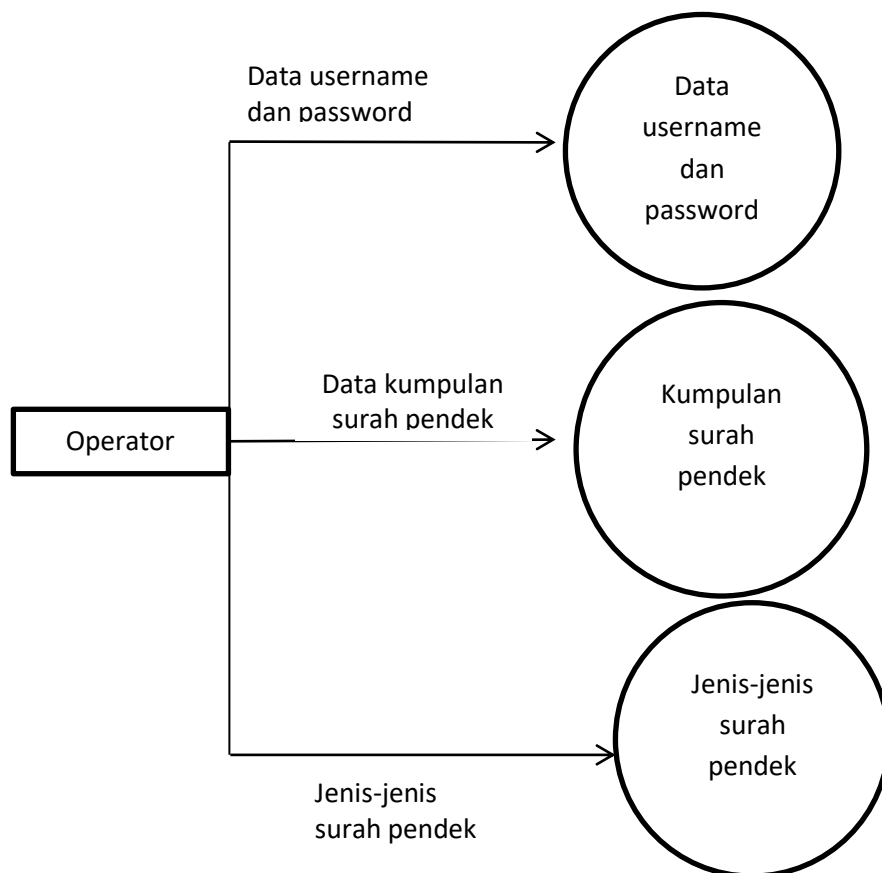 Data username
dan password
Data
username
dan
password
Data kumpulan
surah pendek
Kumpulan
surah
pendek
Operator
Jenis-jenis
surah
pendek
Jenis-jenis
surah pendek